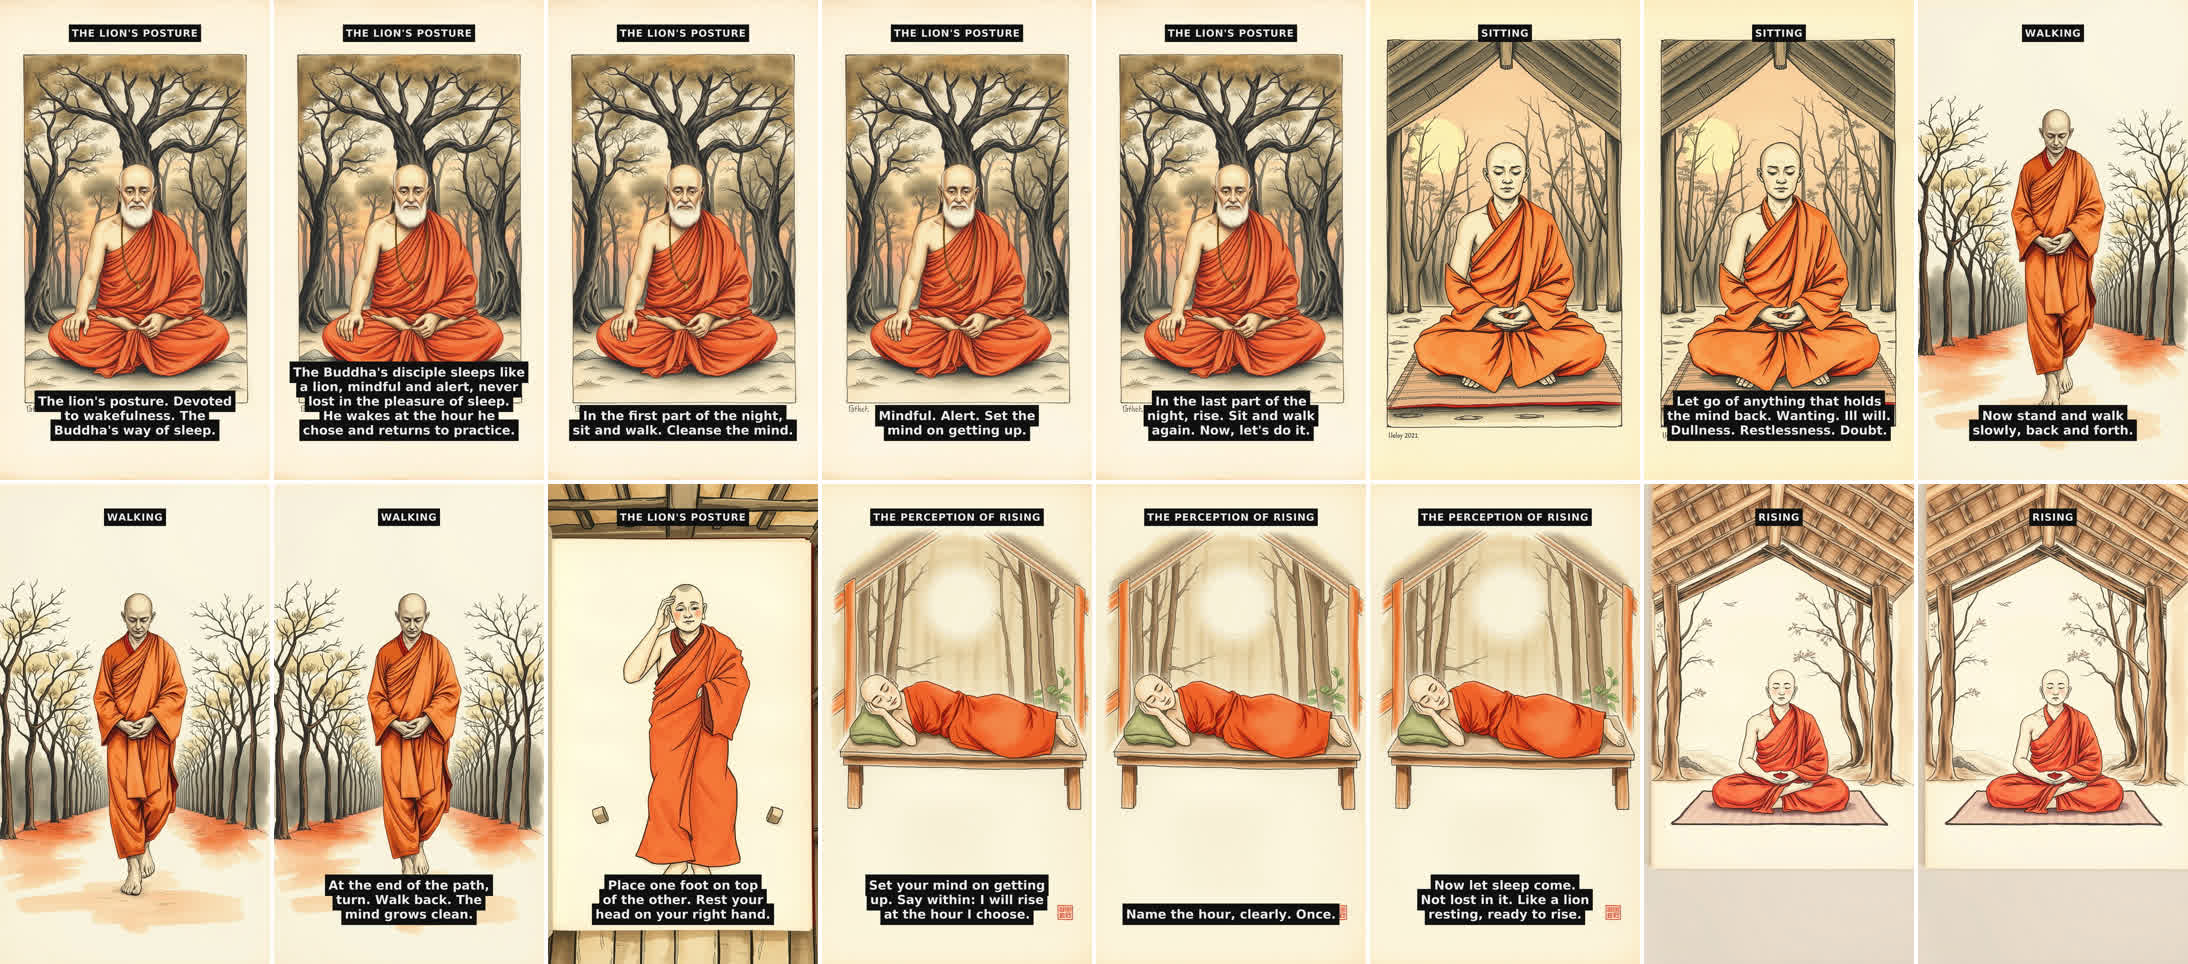 THE LION'S POSTURE
The lion's posture. Devoted
to wakefulness. The
Buddha's way of sleep.
THE LION'S POSTURE
The Buddha's disciple sleeps like
a lion, mindful and alert, never
lost in the pleasure of sleep.
He wakes at the hour he
chose and returns to practice.
THE LION'S POSTURE
In the first part of the night,
sit and walk. Cleanse the mind.
THE LION'S POSTURE
Mindful. Alert. Set the
mind on getting up.
THE LION'S POSTURE
In the last part of the
night, rise. Sit and walk
again. Now, let's do it.
SITTING
SITTING
Let go of anything that holds
the mind back. Wanting. Ill will.
Dullness. Restlessness. Doubt.
WALKING
Now stand and walk
slowly, back and forth.
WALKING
WALKING
At the end of the path,
turn. Walk back. The
mind grows clean.
THE LION'S POSTURE
Place one foot on top
of the other. Rest your
head on your right hand.
THE PERCEPTION OF RISING
Set your mind on getting
up. Say within: I will rise
at the hour I choose.
THE PERCEPTION OF RISING
Name the hour, clearly. Once.
THE PERCEPTION OF RISING
Now let sleep come.
Not lost in it. Like a lion
resting, ready to rise.
RISING
RISING